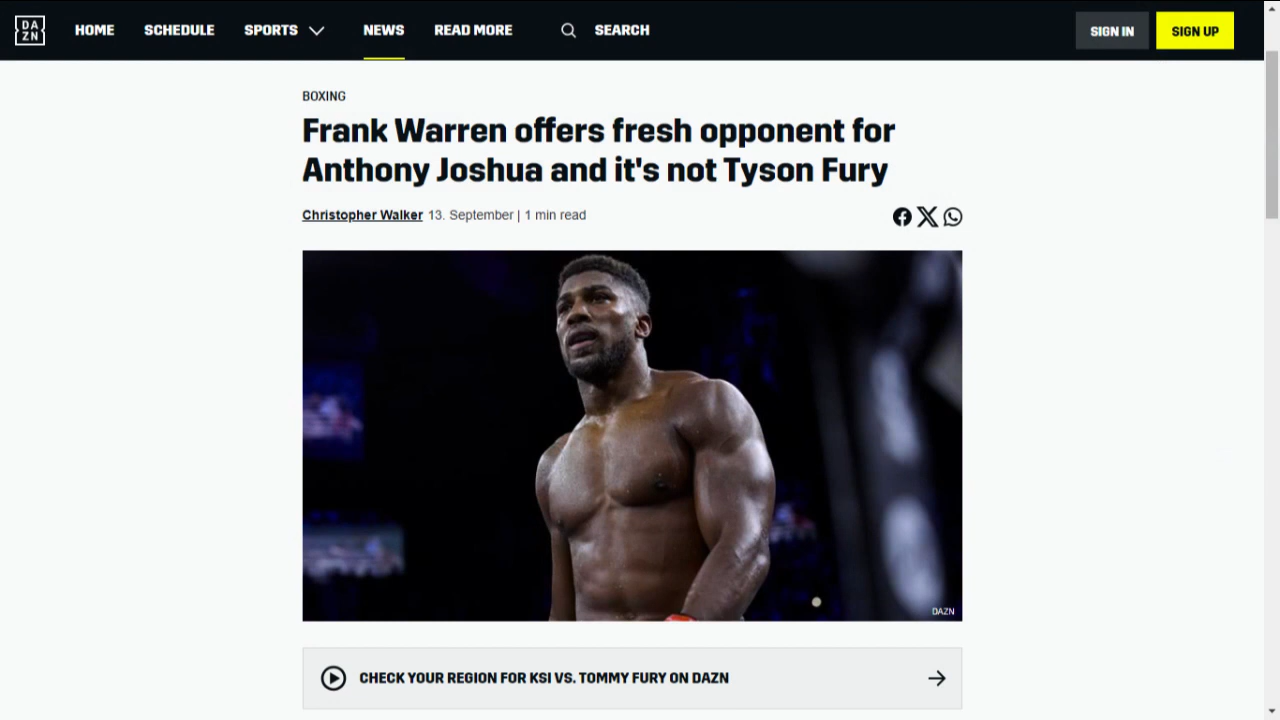 DA
ZN
HOME
SCHEDULE
SPORTS
NEWS
READ MORE
SEARCH
SIGN IN
SIGN UP
BOXING
Frank Warren offers fresh opponent for
Anthony Joshua and it's not Tyson Fury
Christopher Walker 13. September | 1 min read
DAZN
CHECK YOUR REGION FOR KSI VS. TOMMY FURY ON DAZN